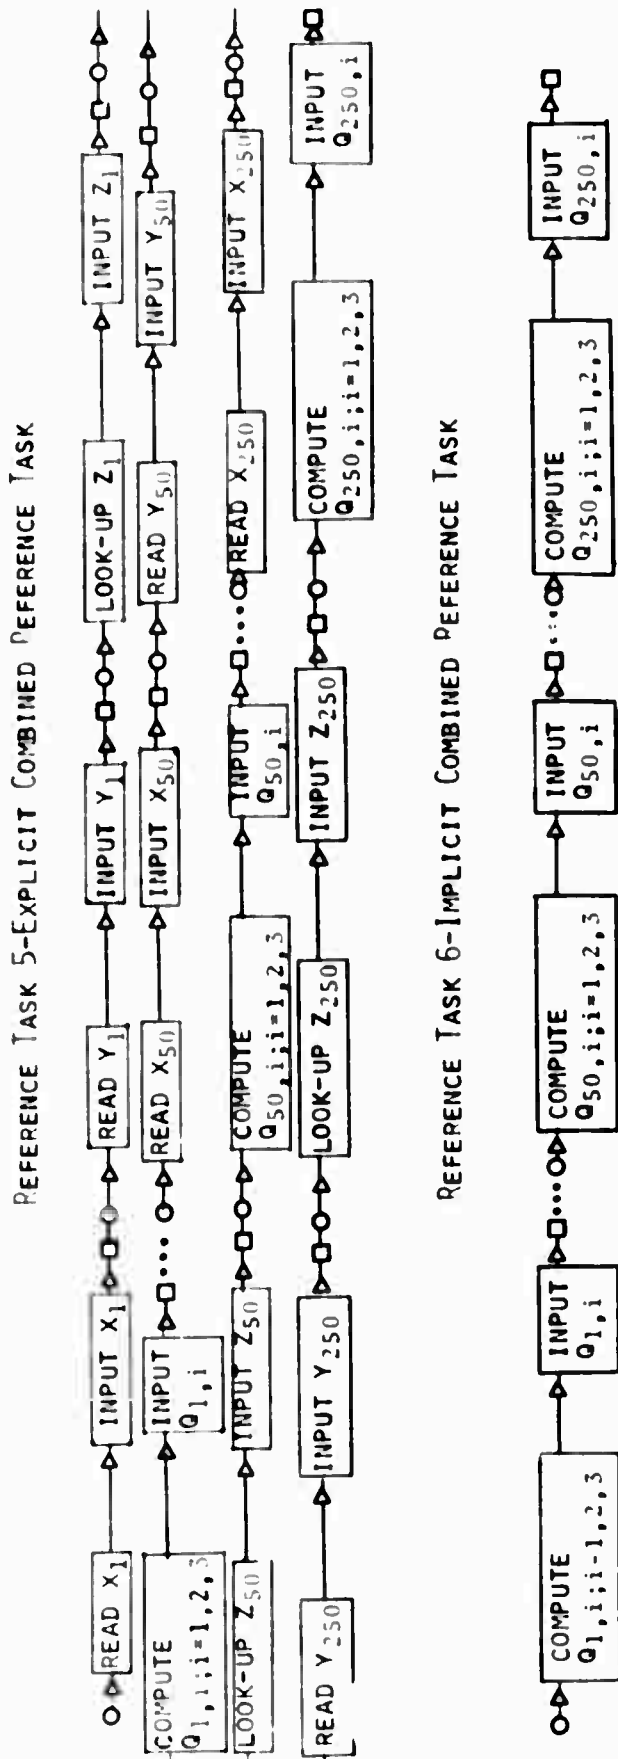 REFERENCE TASK 5-EXPLICIT COMBINED REFERENCE TASK
READ X1
INPUT X1
READ Y1
INPUT Y1
LOOK-UP Z1
INPUT Z1
COMPUTE
Q1,i;i=1,2,3
INPUT
Q1,i
READ X50
INPUT X50
READ Y50
INPUT Y50
LOOK-UP Z50
INPUT Z50
COMPUTE
Q50,i;i=1,2,3
INPUT
Q50,i
READ X250
INPUT X250
READ Y250
INPUT Y250
LOOK-UP Z250
INPUT Z250
COMPUTE
Q250,i;i=1,2,3
INPUT
Q250,i
REFERENCE TASK 6-IMPLICIT COMBINED REFERENCE TASK
COMPUTE
Q1,i;i-1,2,3
INPUT
Q1,i
COMPUTE
Q50,i;i=1,2,3
INPUT
Q50,i
COMPUTE
Q250,i;i=1,2,3
INPUT
Q250,i